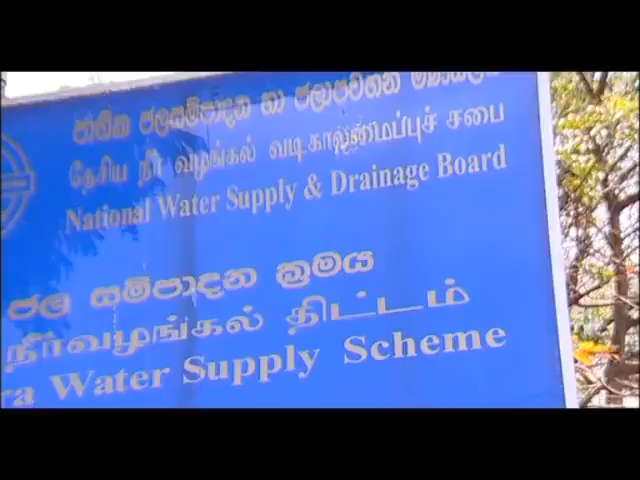 ජාතික ජලසම්පාදන හා ජලාපවහන මණ්ඩලය
தேசிய நீர் வழங்கல் வடிகாலமைப்புச் சபை
National Water Supply & Drainage Board
ජල සම්පාදන ක්‍රමය
நீர்வழங்கல் திட்டம்
ra Water Supply Scheme